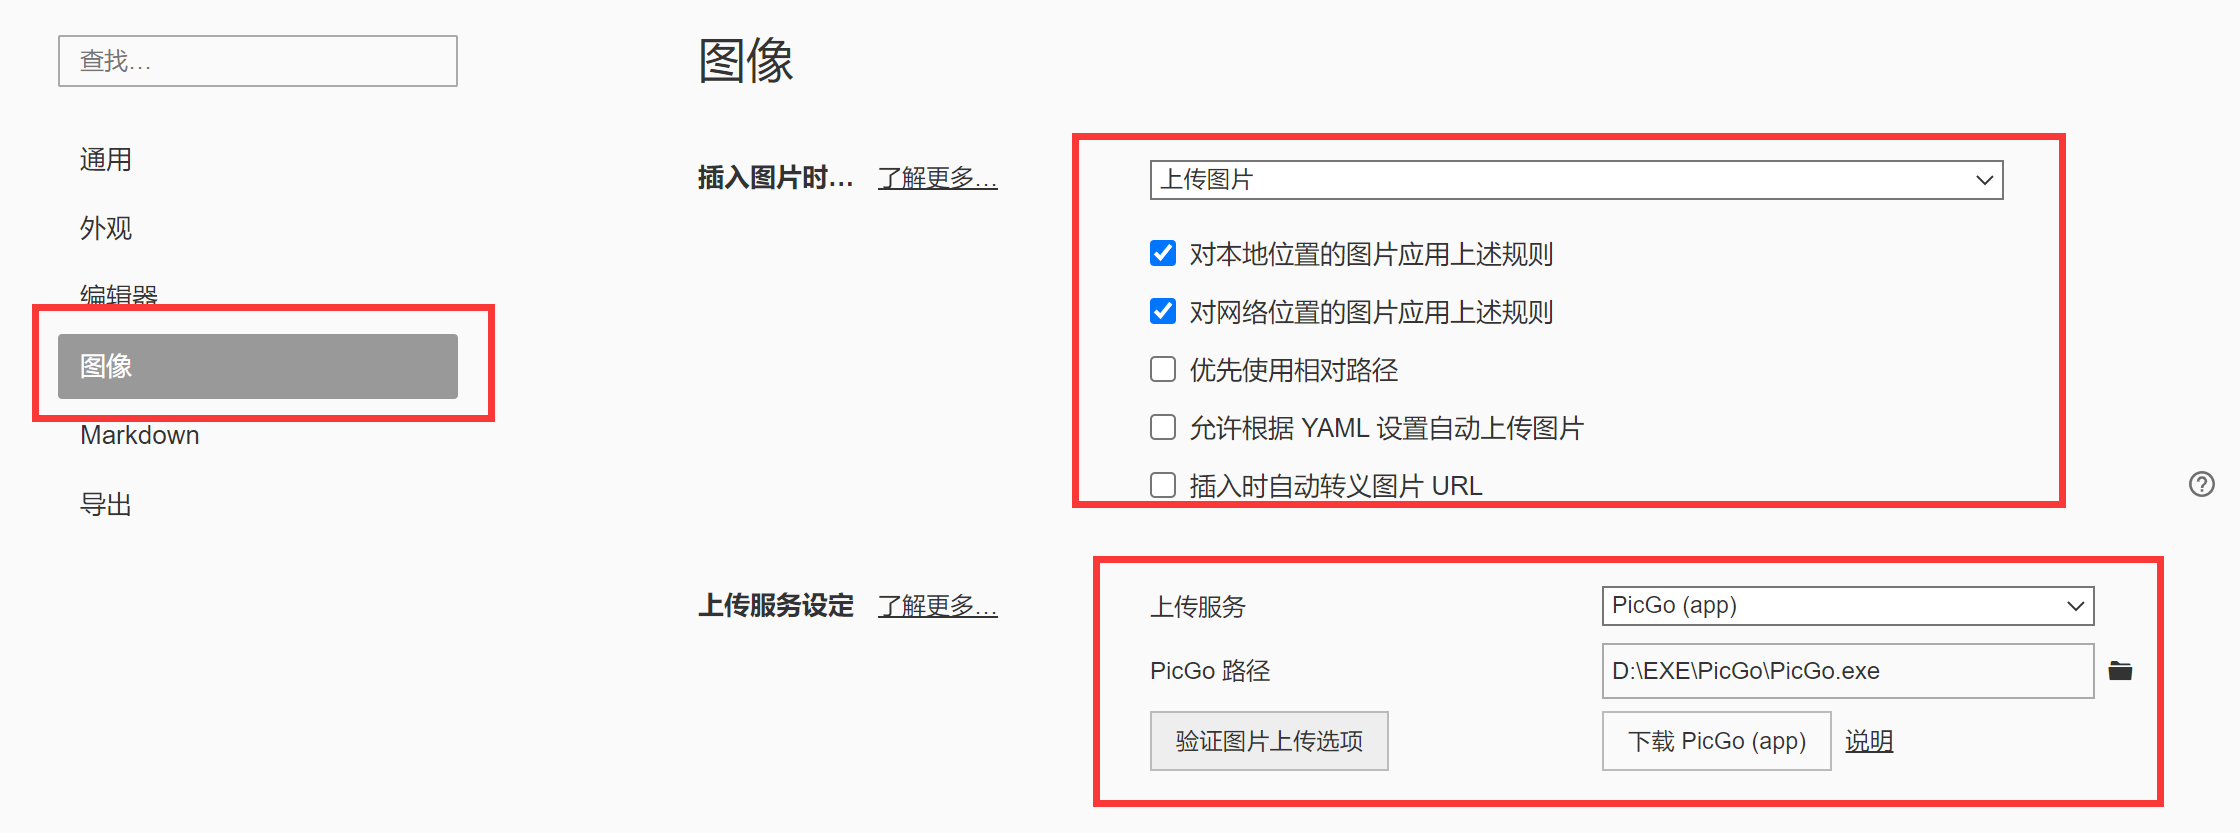 查找…
通用
外观
编辑器
图像
Markdown
导出
图像
插入图片时… 了解更多…
上传图片
对本地位置的图片应用上述规则
对网络位置的图片应用上述规则
优先使用相对路径
允许根据 YAML 设置自动上传图片
插入时自动转义图片 URL
上传服务设定 了解更多…
上传服务 PicGo (app)
PicGo 路径 D:\EXE\PicGo\PicGo.exe
验证图片上传选项 下载 PicGo (app) 说明